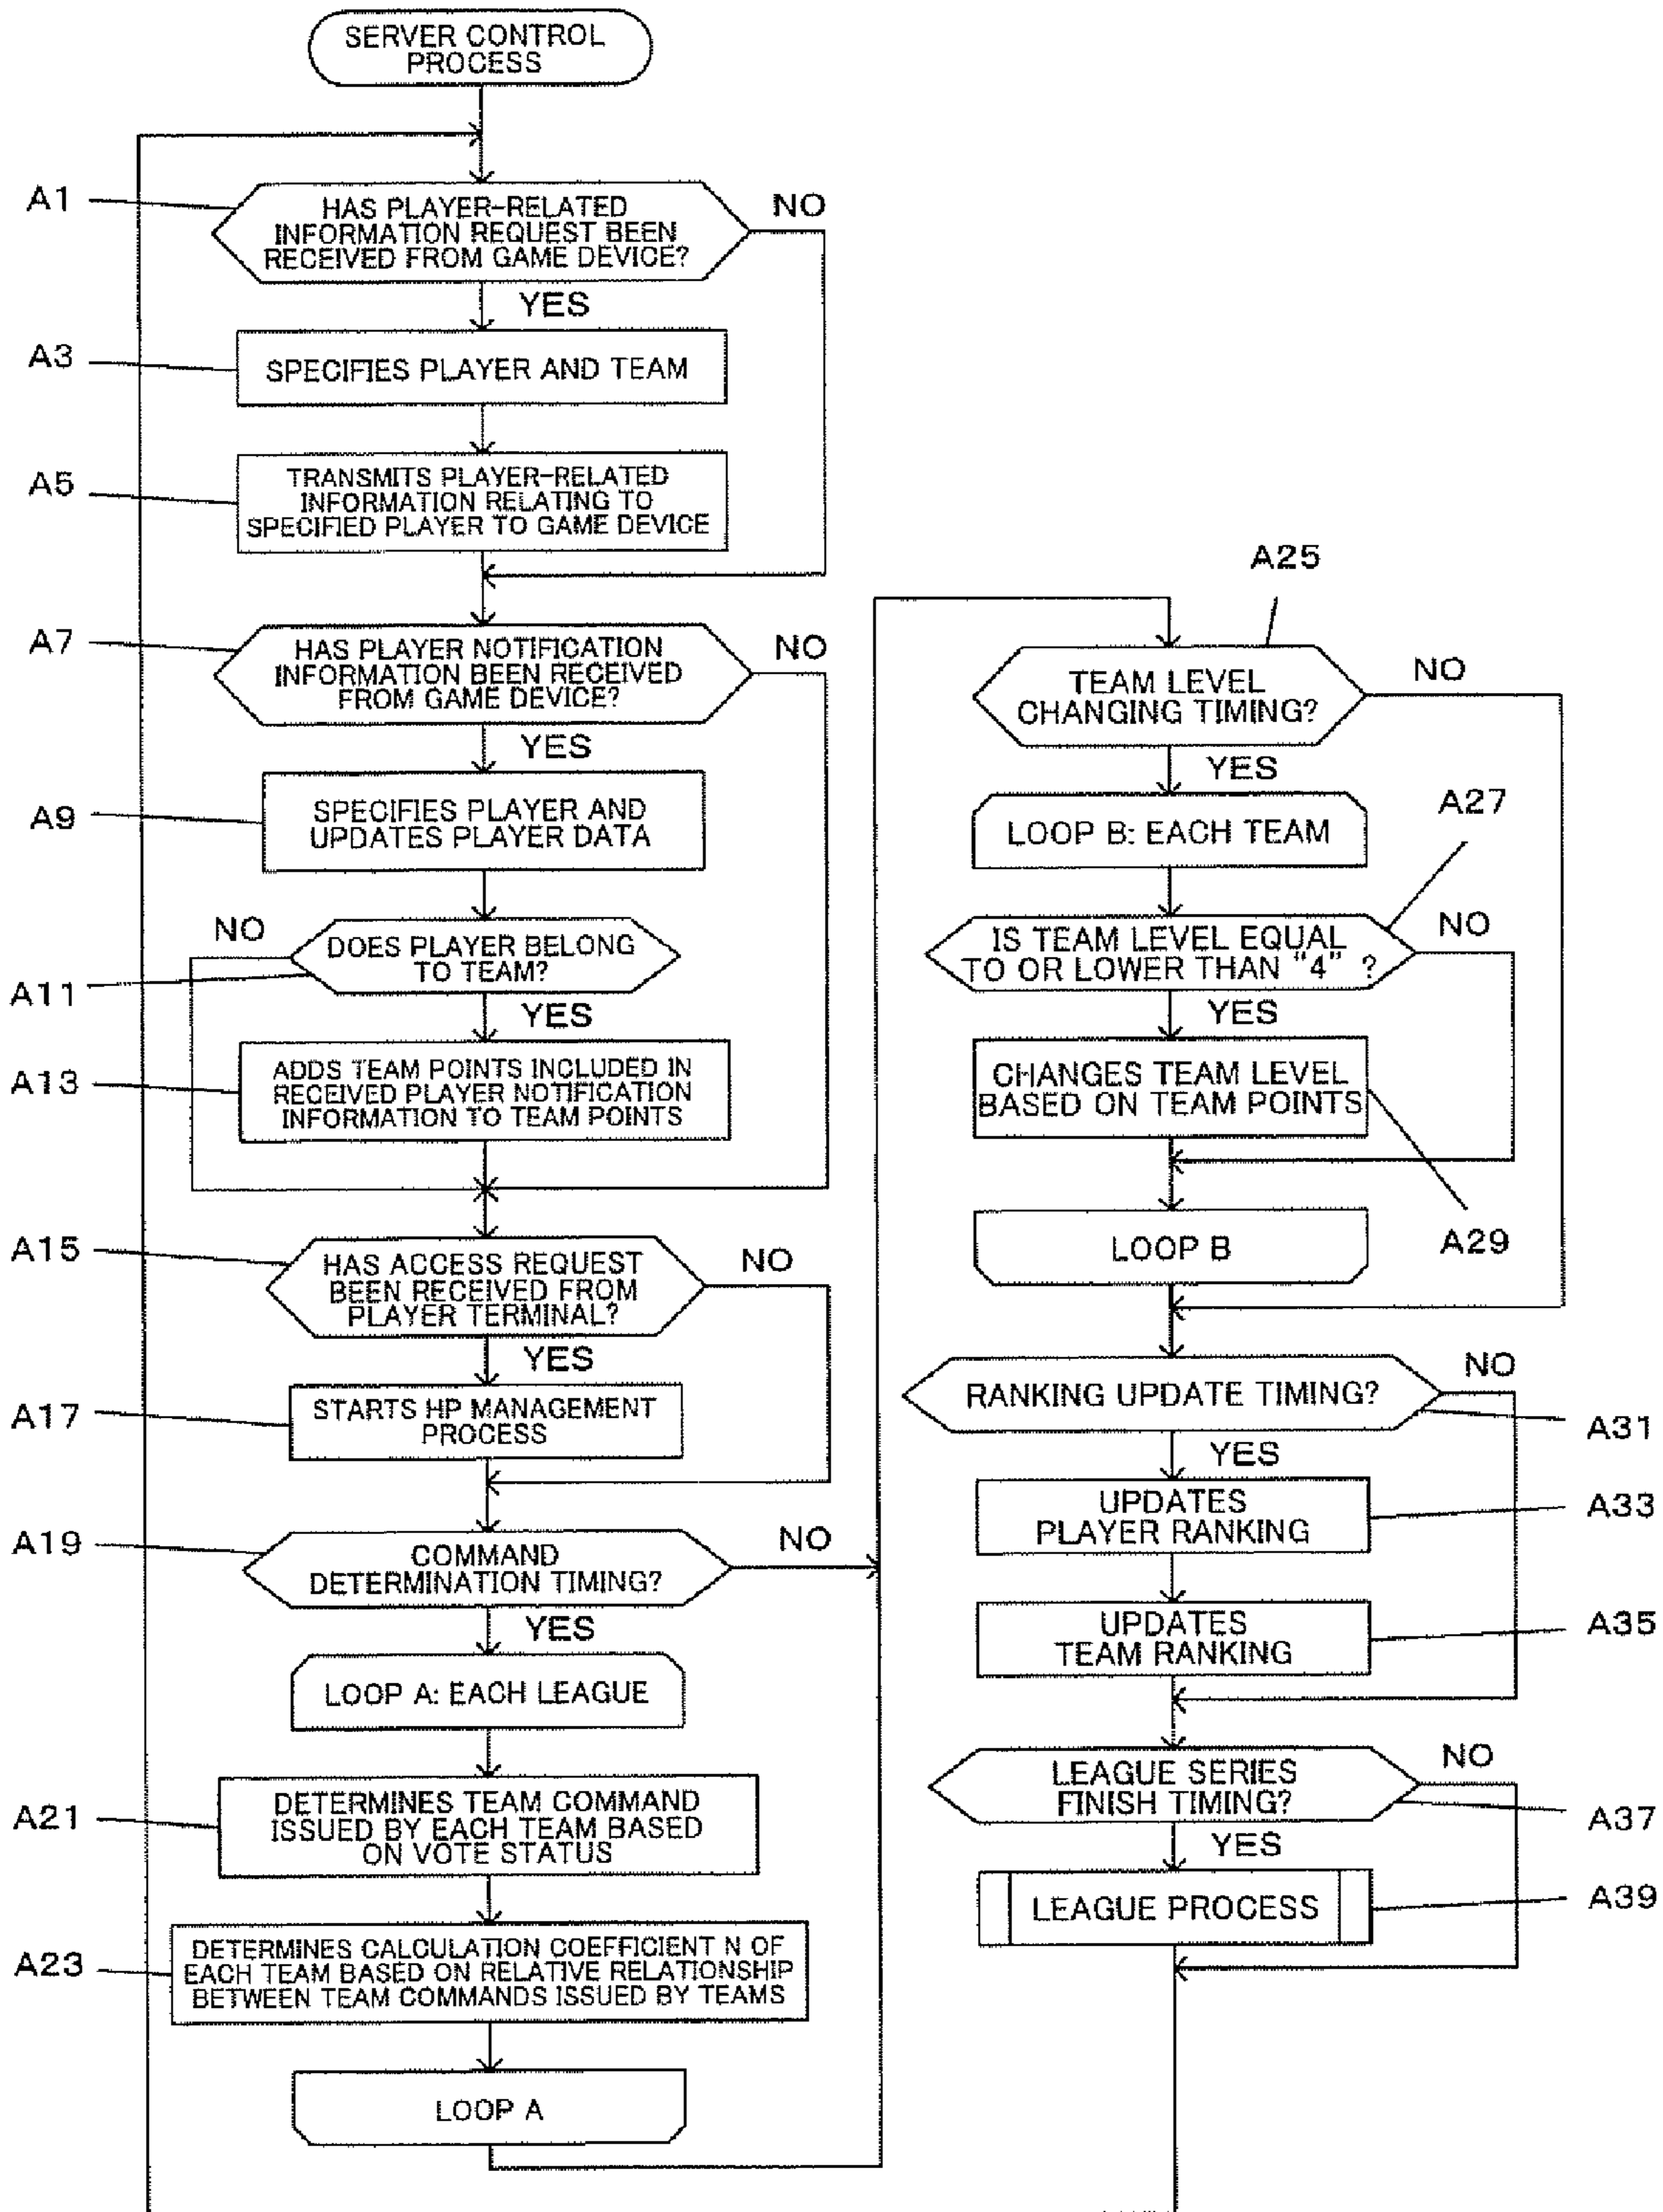 SERVER CONTROL
PROCESS
A1
HAS PLAYER-RELATED
INFORMATION REQUEST BEEN
RECEIVED FROM GAME DEVICE?
NO
YES
A3
SPECIFIES PLAYER AND TEAM
A5
TRANSMITS PLAYER-RELATED
INFORMATION RELATING TO
SPECIFIED PLAYER TO GAME DEVICE
A7
HAS PLAYER NOTIFICATION
INFORMATION BEEN RECEIVED
FROM GAME DEVICE?
NO
YES
A9
SPECIFIES PLAYER AND
UPDATES PLAYER DATA
NO
A11
DOES PLAYER BELONG
TO TEAM?
YES
A13
ADDS TEAM POINTS INCLUDED IN
RECEIVED PLAYER NOTIFICATION
INFORMATION TO TEAM POINTS
A15
HAS ACCESS REQUEST
BEEN RECEIVED FROM
PLAYER TERMINAL?
NO
YES
A17
STARTS HP MANAGEMENT
PROCESS
A19
COMMAND
DETERMINATION TIMING?
NO
YES
LOOP A: EACH LEAGUE
A21
DETERMINES TEAM COMMAND
ISSUED BY EACH TEAM BASED
ON VOTE STATUS
A23
DETERMINES CALCULATION COEFFICIENT N OF
EACH TEAM BASED ON RELATIVE RELATIONSHIP
BETWEEN TEAM COMMANDS ISSUED BY TEAMS
LOOP A
A25
TEAM LEVEL
CHANGING TIMING?
NO
YES
LOOP B: EACH TEAM
A27
IS TEAM LEVEL EQUAL
TO OR LOWER THAN "4" ?
NO
YES
CHANGES TEAM LEVEL
BASED ON TEAM POINTS
A29
LOOP B
RANKING UPDATE TIMING?
NO
A31
YES
UPDATES
PLAYER RANKING
A33
UPDATES
TEAM RANKING
A35
LEAGUE SERIES
FINISH TIMING?
NO
A37
YES
LEAGUE PROCESS
A39